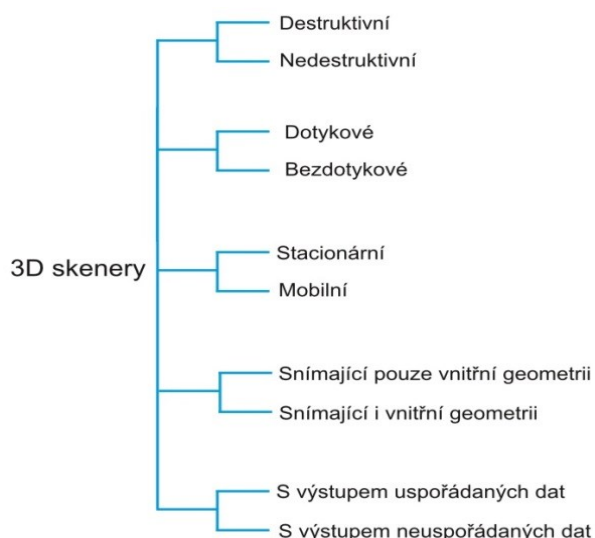 Destruktivní
Nedestruktivní
Dotykové
Bezdotykové
3D skenery
Stacionární
Mobilní
Snímající pouze vnitřní geometrii
Snímající i vnitřní geometrii
S výstupem uspořádaných dat
S výstupem neuspořádaných dat